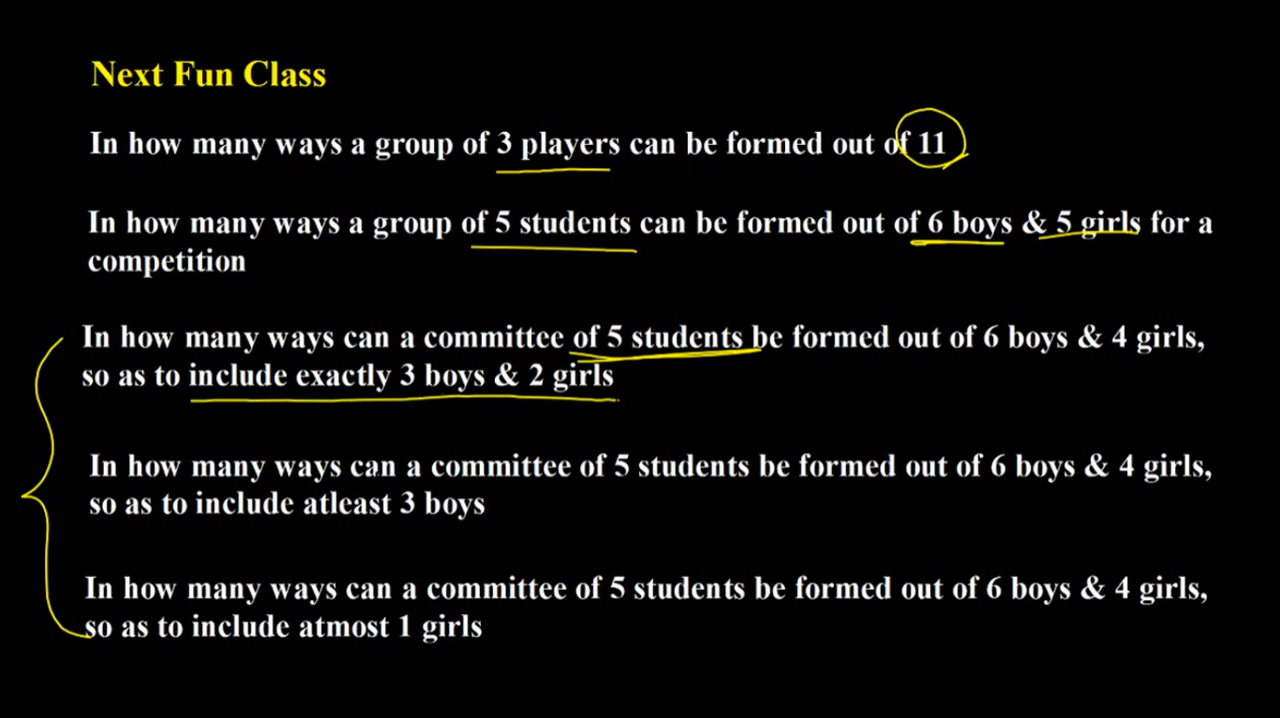 Next Fun Class
In how many ways a group of 3 players can be formed out of 11
In how many ways a group of 5 students can be formed out of 6 boys & 5 girls for a
competition
In how many ways can a committee of 5 students be formed out of 6 boys & 4 girls,
so as to include exactly 3 boys & 2 girls
In how many ways can a committee of 5 students be formed out of 6 boys & 4 girls,
so as to include atleast 3 boys
In how many ways can a committee of 5 students be formed out of 6 boys & 4 girls,
so as to include atmost 1 girls